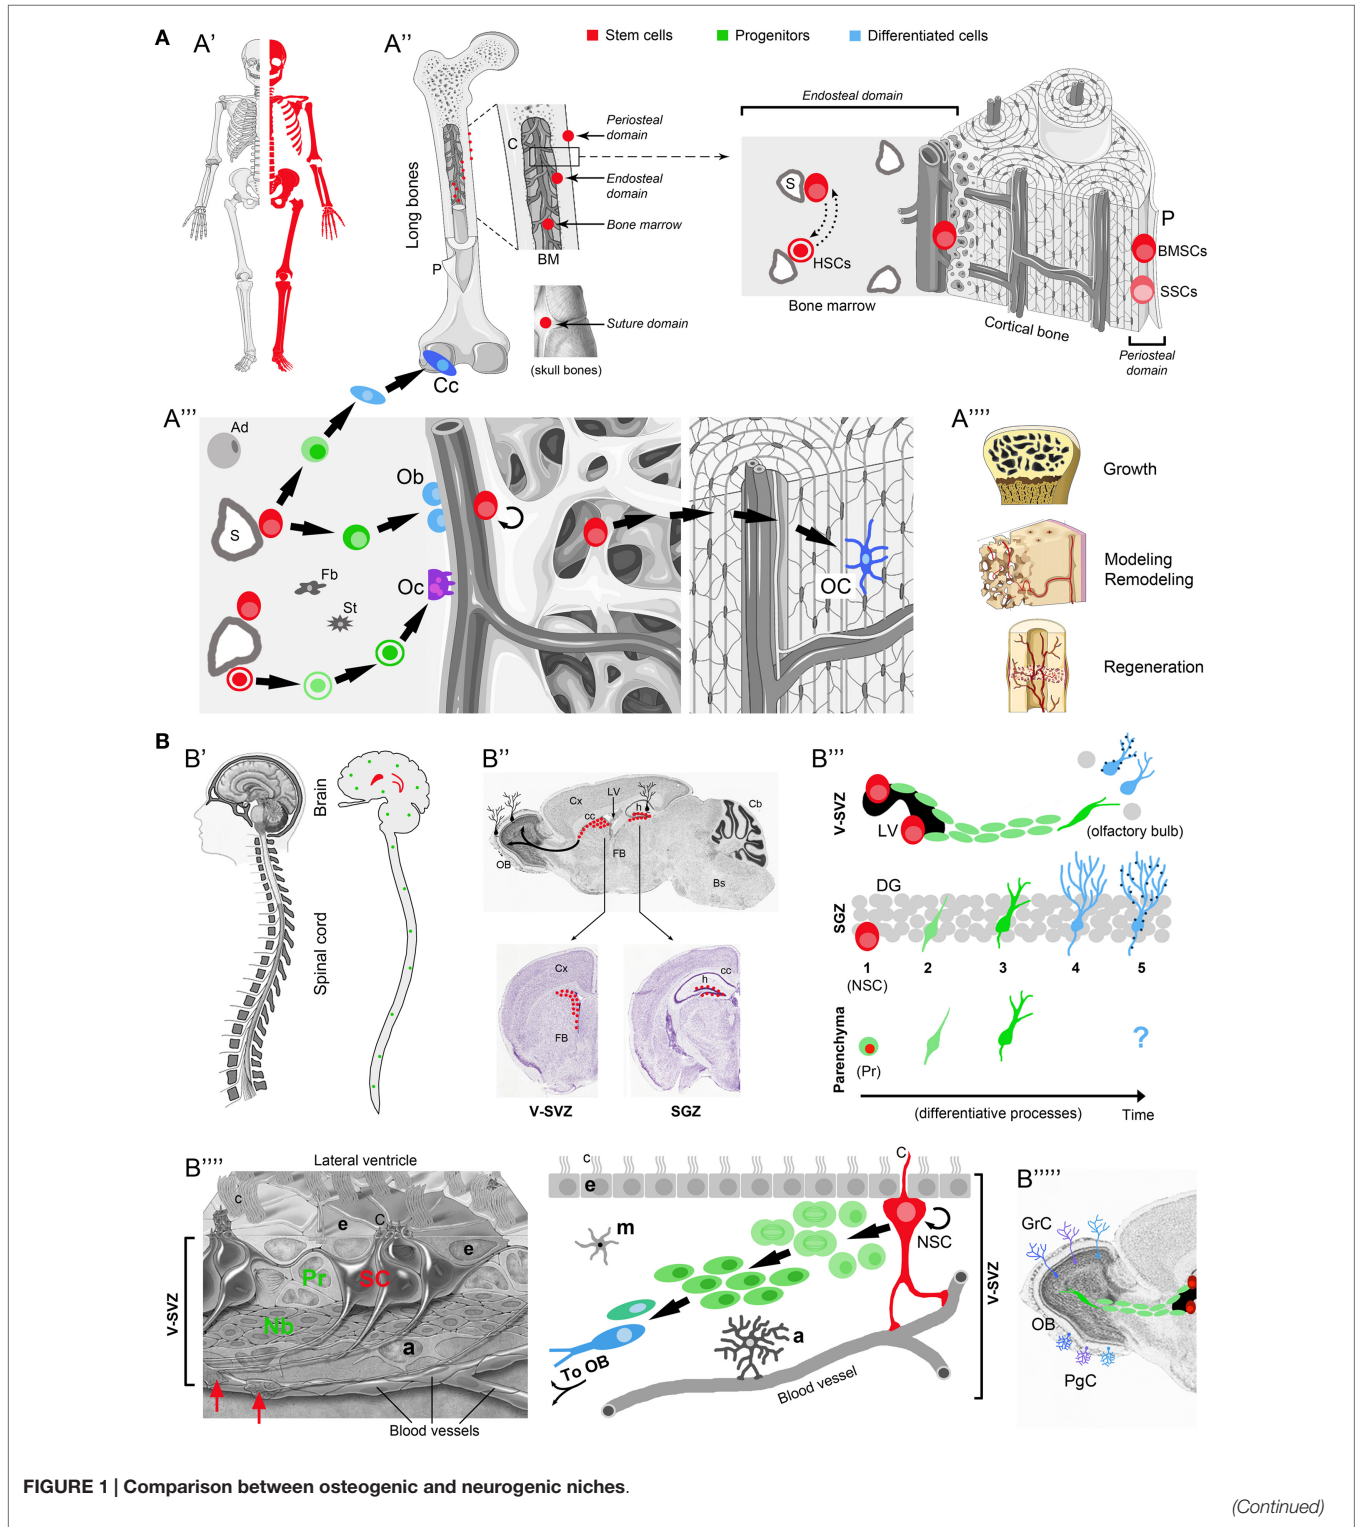 A
A'
A''
Stem cells
Progenitors
Differentiated cells
Long bones
P
C
BM
Periosteal
domain
Endosteal
domain
Bone marrow
Suture domain
(skull bones)
Cc
Endosteal domain
S
HSCs
Bone marrow
Cortical bone
P
BMSCs
SSCs
Periosteal
domain
A'''
Ad
S
Fb
St
Ob
Oc
OC
A''''
Growth
Modeling
Remodeling
Regeneration
B
B'
Brain
Spinal cord
B''
Cx
LV
cc
h
Cb
OB
FB
Bs
Cx
FB
V-SVZ
cc
h
SGZ
B'''
V-SVZ
LV
(olfactory bulb)
SGZ
DG
1
2
3
4
5
(NSC)
Parenchyma
(Pr)
?
(differentiative processes)
Time
B''''
Lateral ventricle
c
e
C
e
Pr
SC
Nb
a
V-SVZ
Blood vessels
c
C
e
m
NSC
a
To OB
Blood vessel
V-SVZ
B'''''
GrC
OB
PgC
FIGURE 1 | Comparison between osteogenic and neurogenic niches.
(Continued)